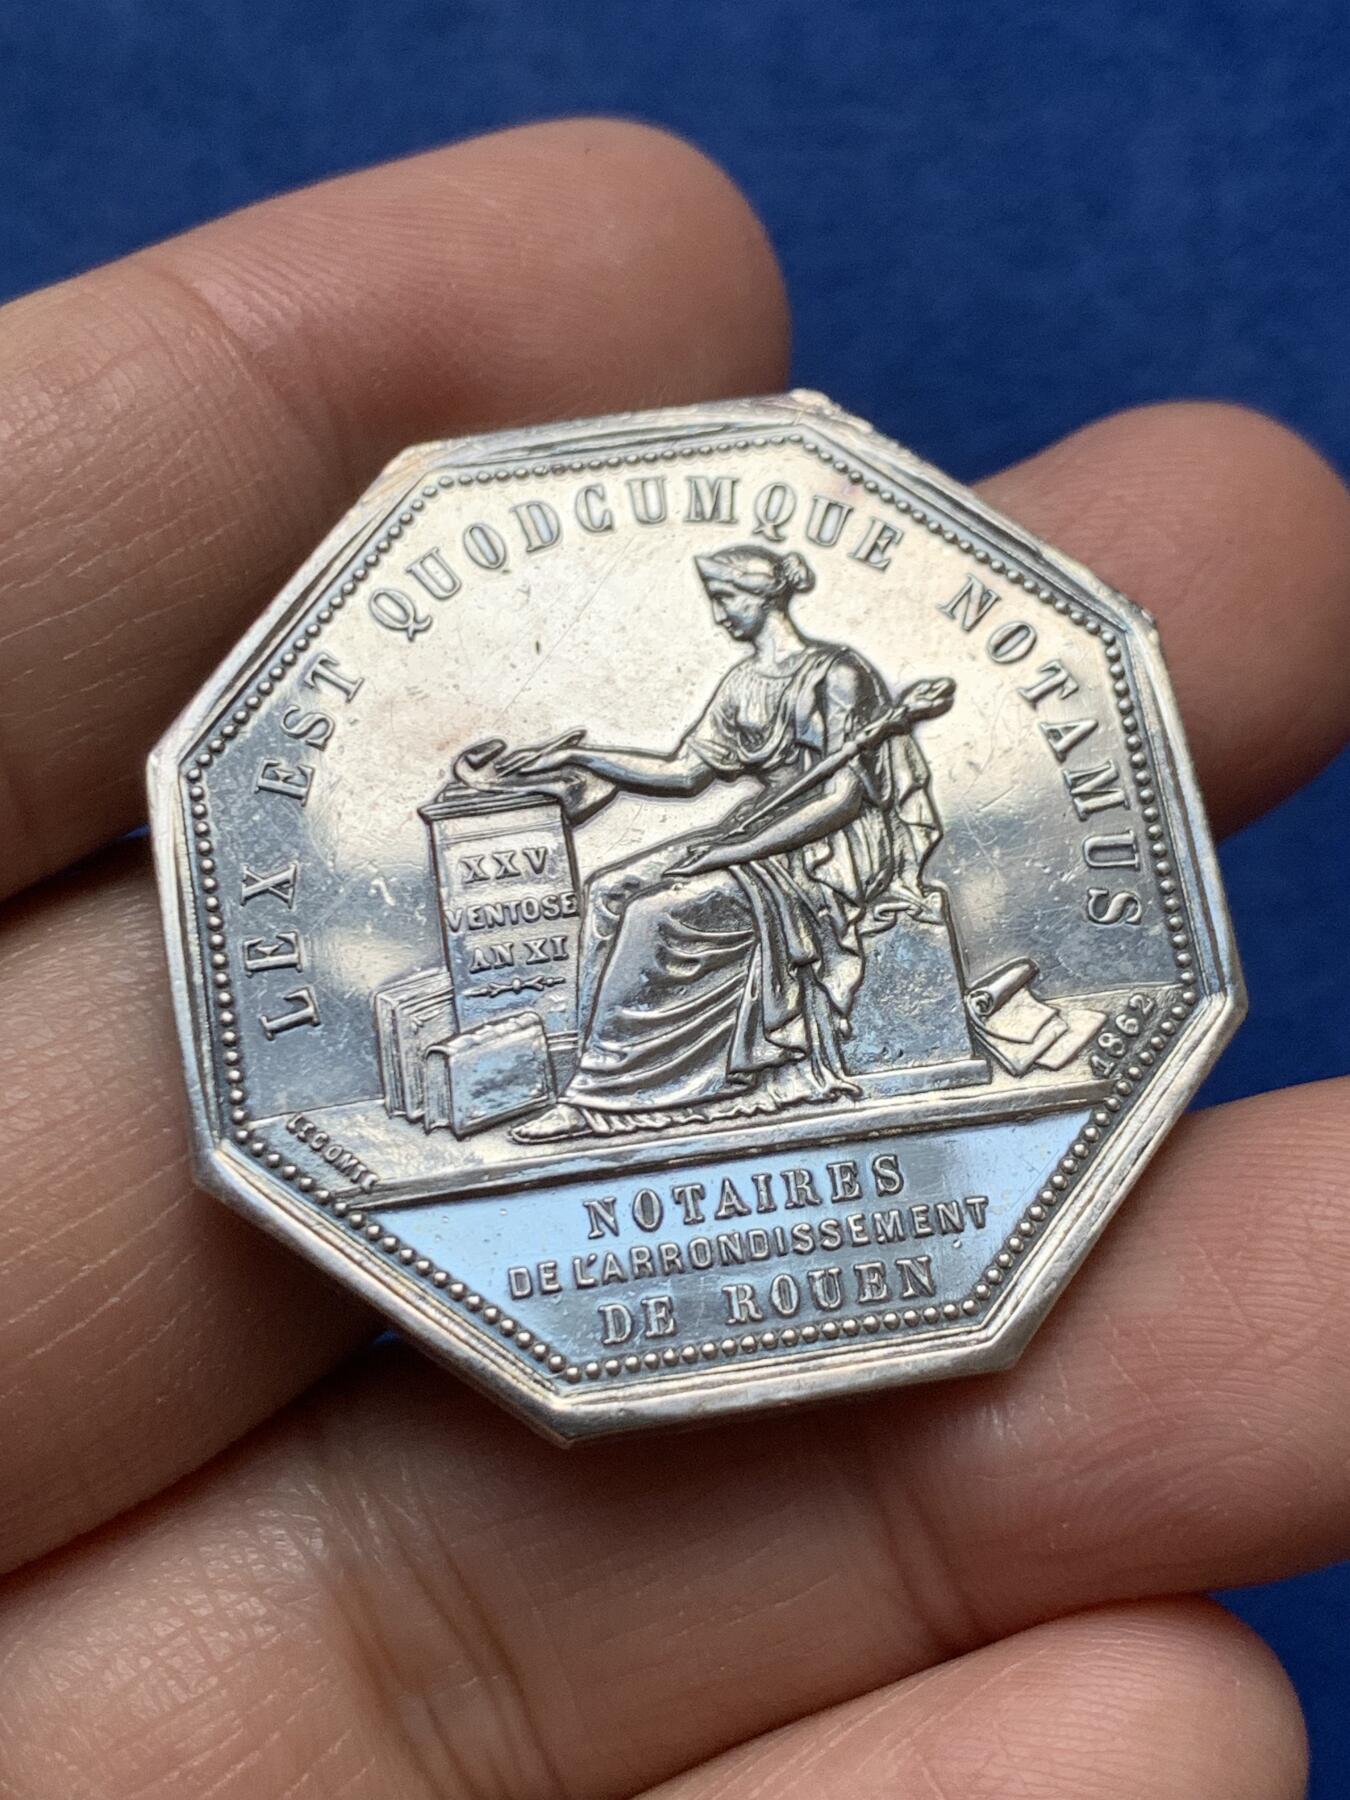 LEX EST QUODCUMQUE NOTAMUS
XXV
VENTOSE
AN XI
1862
LECOMTE
NOTAIRES
DE L'ARRONDISSEMENT
DE ROUEN